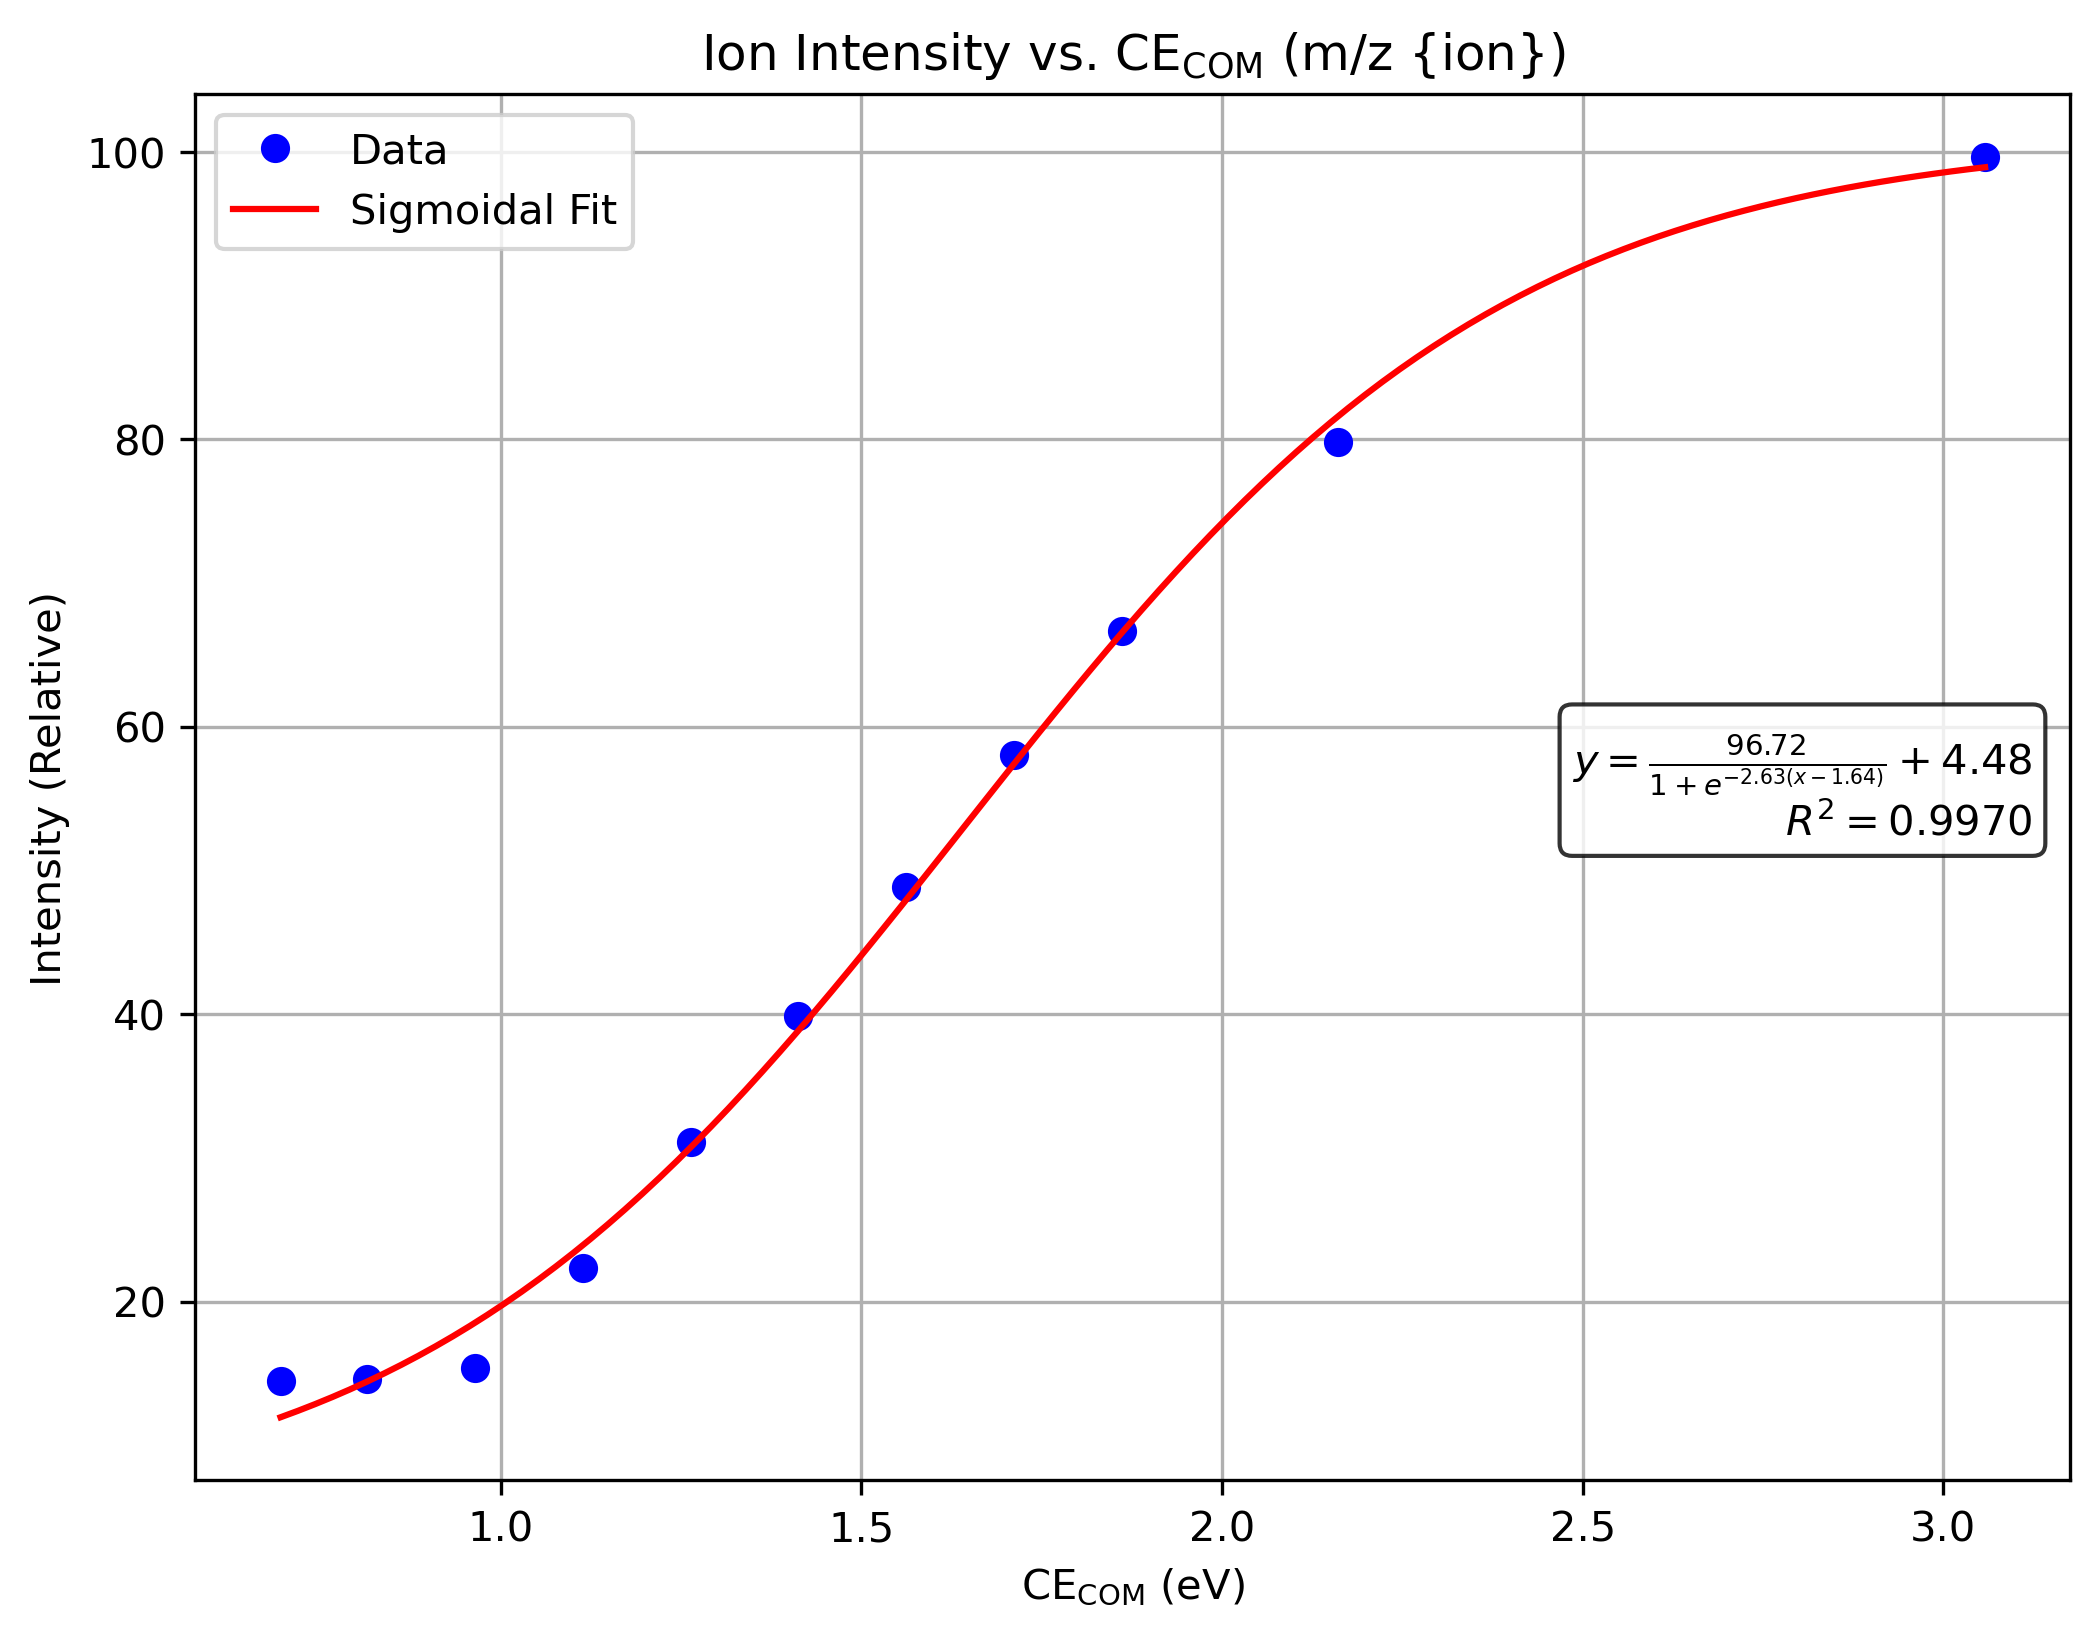 Ion Intensity vs. CE_COM (m/z {ion})
Data
Sigmoidal Fit
100
80
60
40
20
Intensity (Relative)
y = \frac{96.72}{1 + e^{-2.63(x - 1.64)}} + 4.48
R² = 0.9970
1.0 1.5 2.0 2.5 3.0
CE_COM (eV)